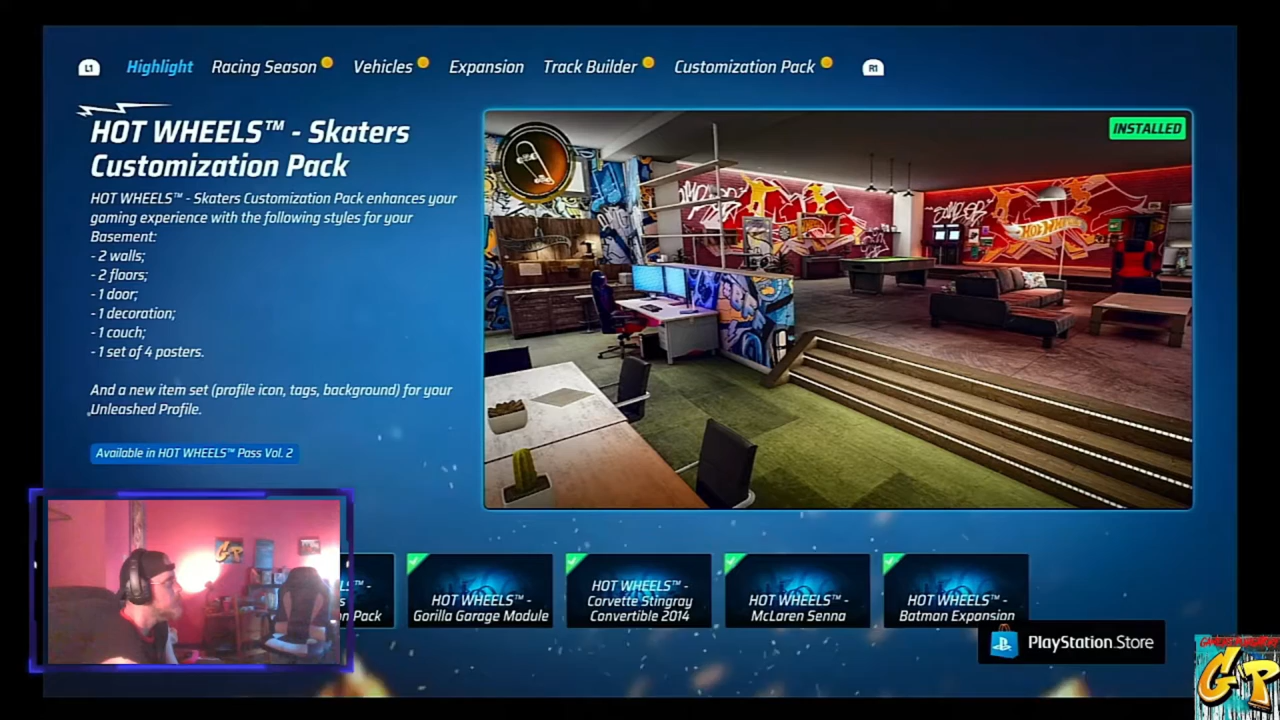 L1 Highlight Racing Season Vehicles Expansion Track Builder Customization Pack R1
HOT WHEELS™ - Skaters
Customization Pack
HOT WHEELS™ - Skaters Customization Pack enhances your
gaming experience with the following styles for your
Basement:
- 2 walls;
- 2 floors;
- 1 door;
- 1 decoration;
- 1 couch;
- 1 set of 4 posters.
And a new item set (profile icon, tags, background) for your
Unleashed Profile.
Available in HOT WHEELS™ Pass Vol. 2
INSTALLED
HOT WHEELS
Pack
HOT WHEELS™ -
Gorilla Garage Module
HOT WHEELS™ -
Corvette Stingray
Convertible 2014
HOT WHEELS™ -
McLaren Senna
HOT WHEELS™ -
Batman Expansion
PlayStation.Store
GP
GP